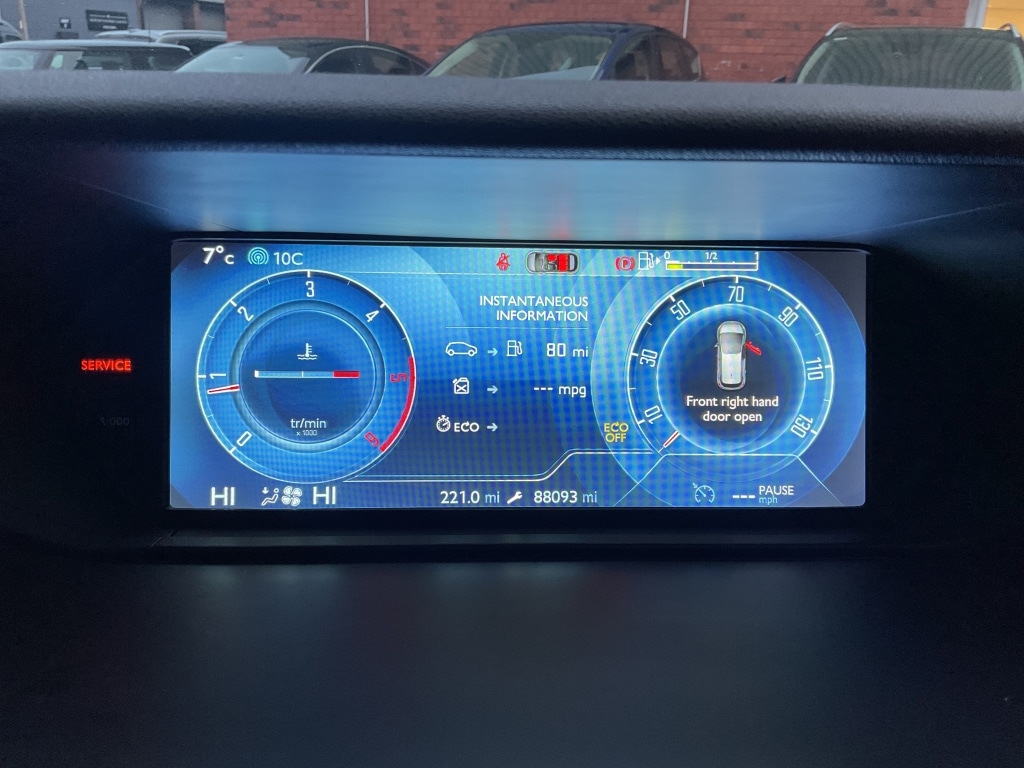 7°C 10C
0 1/2 1
INSTANTANEOUS
INFORMATION
80 mi
--- mpg
ECO
0 1 2 3 4
tr/min
x 1000
10 30 50 70 90 110 130
Front right hand
door open
ECO
OFF
SERVICE
HI HI
221.0 mi 88093 mi
--- PAUSE
mph